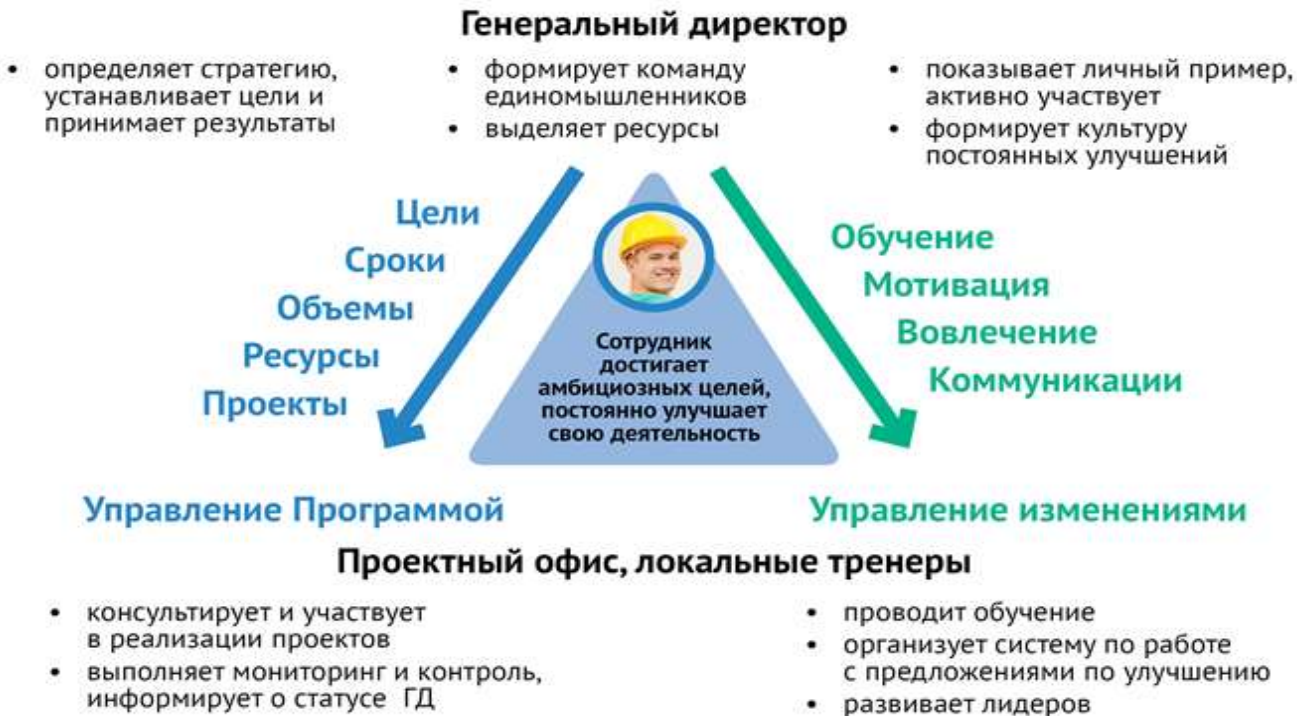 Генеральный директор
• определяет стратегию,
устанавливает цели и
принимает результаты
• формирует команду
единомышленников
• выделяет ресурсы
• показывает личный пример,
активно участвует
• формирует культуру
постоянных улучшений
Цели
Сроки
Объемы
Ресурсы
Проекты
Сотрудник
достигает
амбициозных целей,
постоянно улучшает
свою деятельность
Обучение
Мотивация
Вовлечение
Коммуникации
Управление Программой
Управление изменениями
Проектный офис, локальные тренеры
• консультирует и участвует
в реализации проектов
• выполняет мониторинг и контроль,
информирует о статусе ГД
• проводит обучение
• организует систему по работе
с предложениями по улучшению
• развивает лидеров